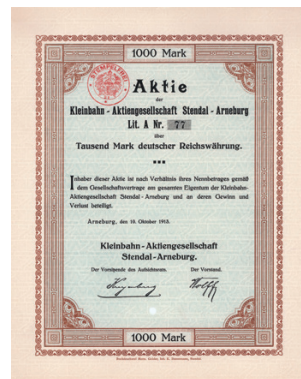 1000 Mark
STEMPELFREI
Aktie
der
Kleinbahn - Aktiengesellschaft Stendal - Arneburg
Lit. A Nr. 77
über
Tausend Mark deutscher Reichswährung.
Inhaber dieser Aktie ist nach Verhältnis ihres Nennbetrages gemäß
dem Gesellschaftsvertrage am gesamten Eigentum der Kleinbahn-
Aktiengesellschaft Stendal - Arneburg und an deren Gewinn und
Verlust beteiligt.
Arneburg, den 18. Oktober 1913.
Kleinbahn - Aktiengesellschaft
Stendal - Arneburg.
Der Vorsitzende des Aufsichtsrats. Der Vorstand.
Wolff
1000 Mark